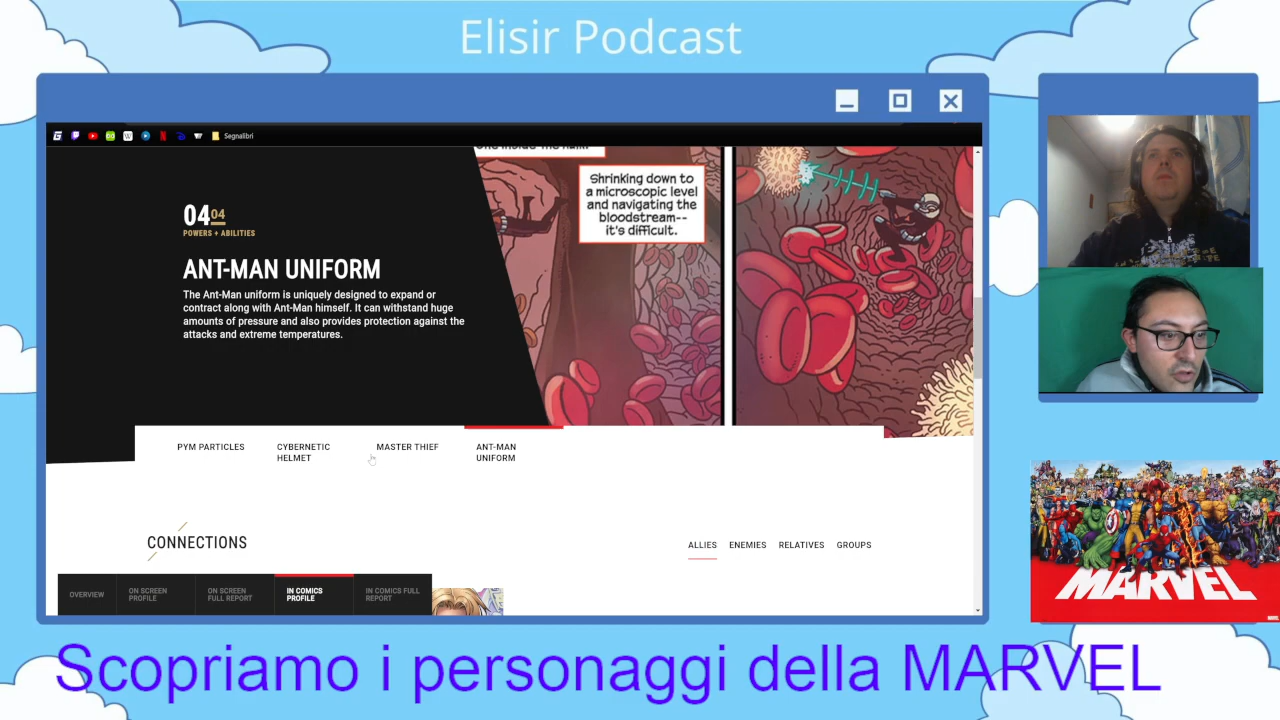 Elisir Podcast
Segnalibri
04 04
POWERS + ABILITIES
ANT-MAN UNIFORM
The Ant-Man uniform is uniquely designed to expand or
contract along with Ant-Man himself. It can withstand huge
amounts of pressure and also provides protection against the
attacks and extreme temperatures.
Shrinking down to
a microscopic level
and navigating the
bloodstream--
it's difficult.
PYM PARTICLES
CYBERNETIC
HELMET
MASTER THIEF
ANT-MAN
UNIFORM
CONNECTIONS
ALLIES ENEMIES RELATIVES GROUPS
OVERVIEW
ON SCREEN
PROFILE
ON SCREEN
FULL REPORT
IN COMICS
PROFILE
IN COMICS FULL
REPORT
MARVEL
Scopriamo i personaggi della MARVEL